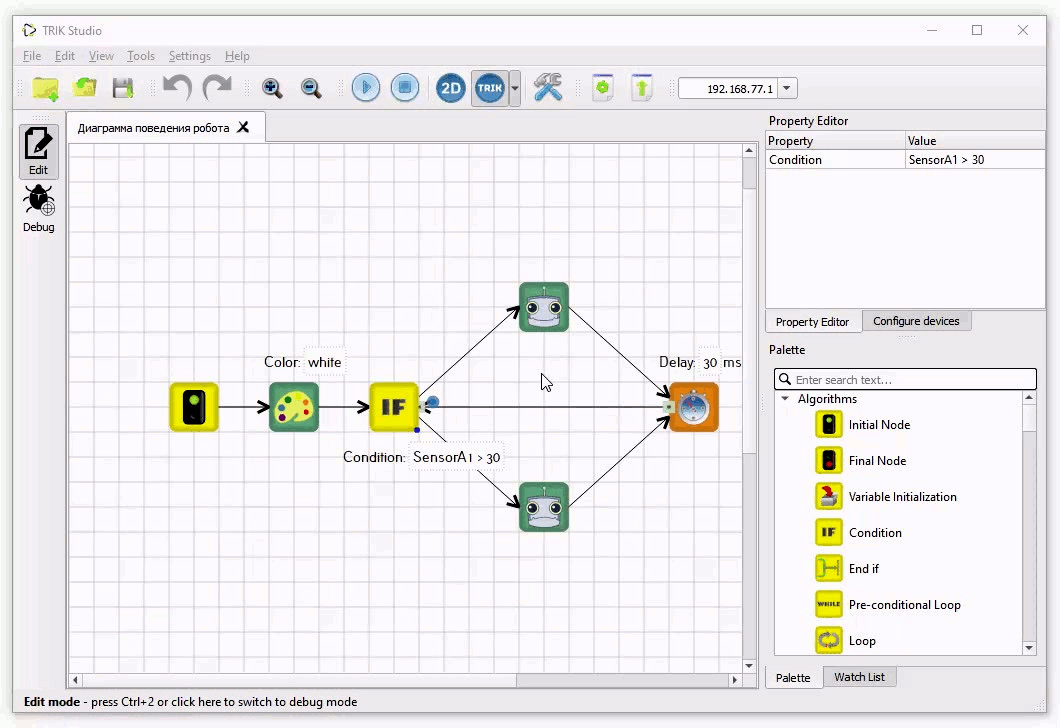 TRIK Studio
File Edit View Tools Settings Help
2D TRIK 192.168.77.1
Диаграмма поведения робота
Edit
Debug
Color: white
IF
Condition: SensorA1 > 30
Delay: 30 ms
Property Editor
Property Value
Condition SensorA1 > 30
Property Editor Configure devices
Palette
Enter search text...
Algorithms
Initial Node
Final Node
Variable Initialization
IF Condition
End if
WHILE Pre-conditional Loop
Loop
Palette Watch List
Edit mode - press Ctrl+2 or click here to switch to debug mode